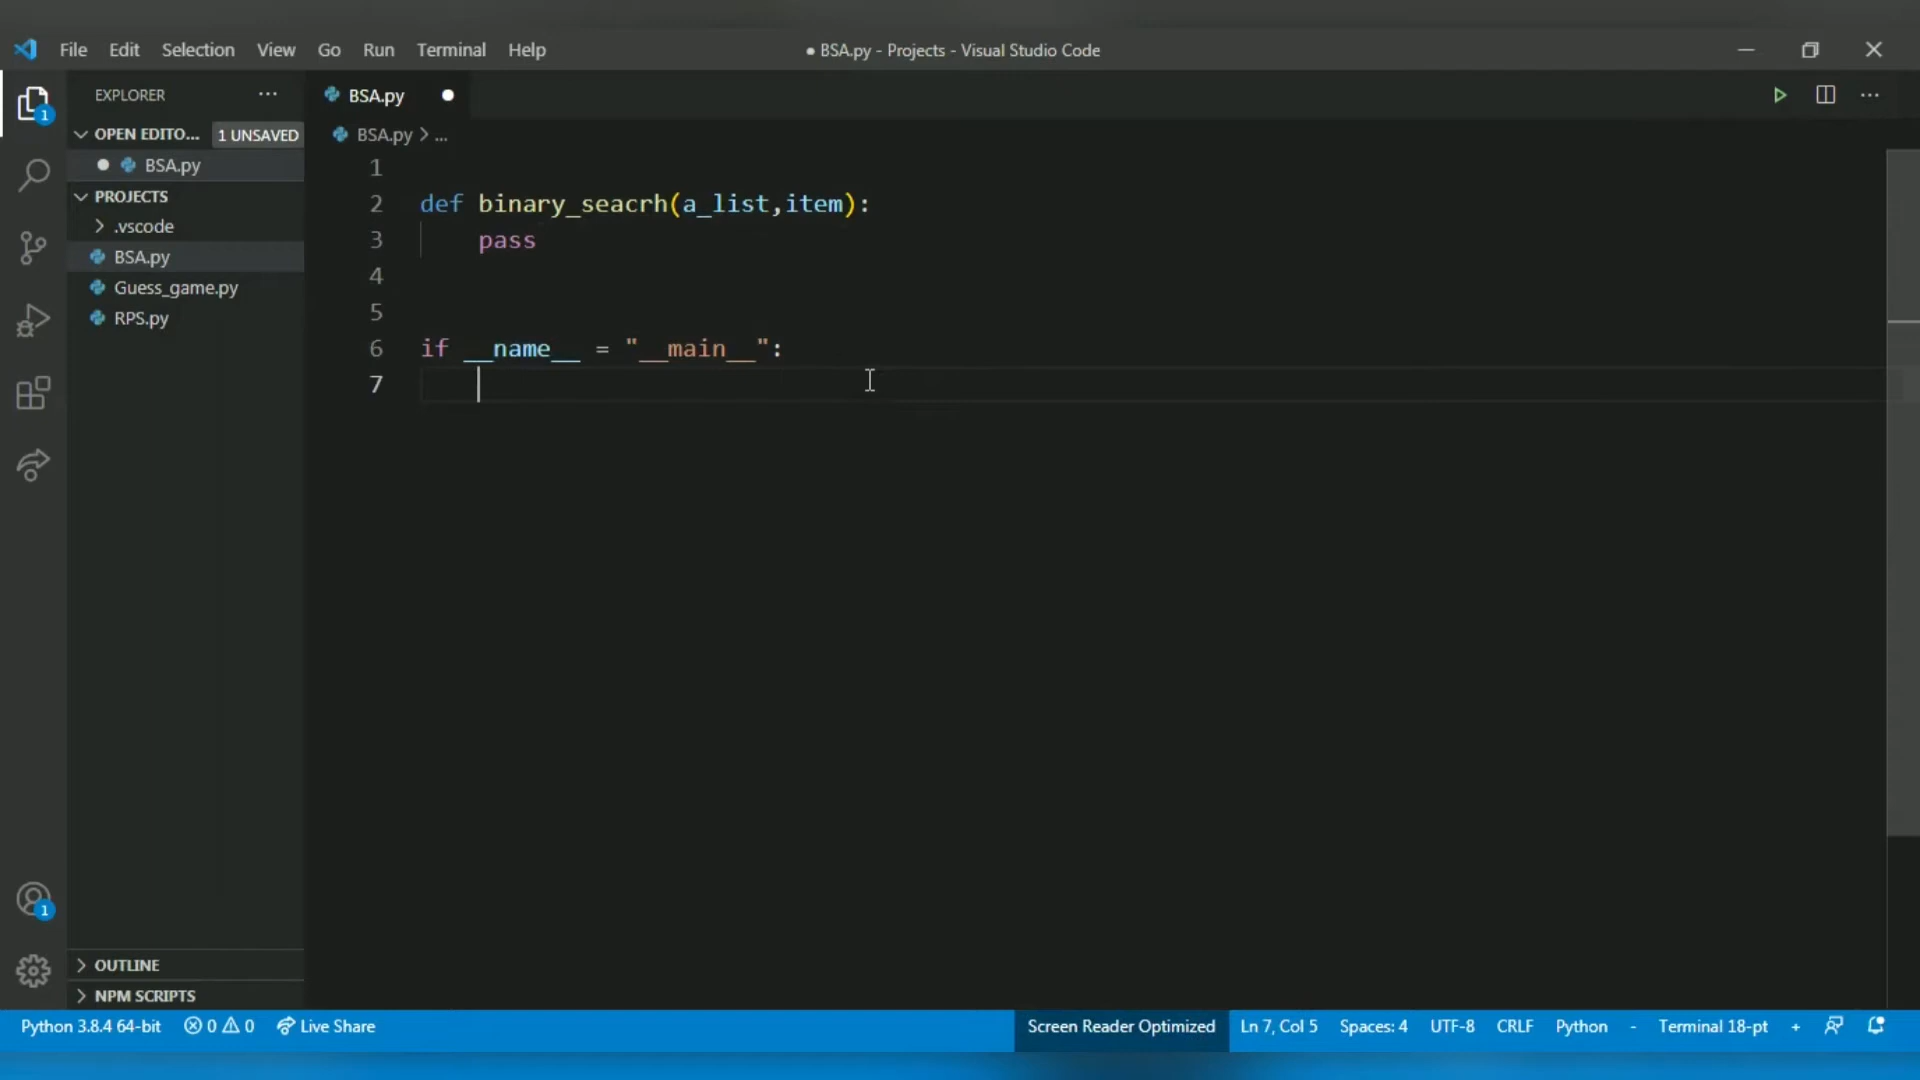 File Edit Selection View Go Run Terminal Help
● BSA.py - Projects - Visual Studio Code
EXPLORER ...
BSA.py
OPEN EDITO... 1 UNSAVED
BSA.py > ...
BSA.py
PROJECTS
.vscode
BSA.py
Guess_game.py
RPS.py
1
2 def binary_seacrh(a_list,item):
3 pass
4
5
6 if __name__ = "__main__":
7
1
1
OUTLINE
NPM SCRIPTS
Python 3.8.4 64-bit 0 0 Live Share Screen Reader Optimized Ln 7, Col 5 Spaces: 4 UTF-8 CRLF Python - Terminal 18-pt +